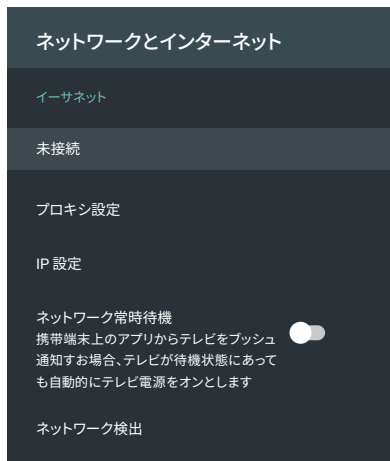 ネットワークとインターネット
イーサネット
未接続
プロキシ設定
IP 設定
ネットワーク常時待機
携帯端末上のアプリからテレビをプッシュ
通知すお場合、テレビが待機状態にあって
も自動的にテレビ電源をオンとします
ネットワーク検出